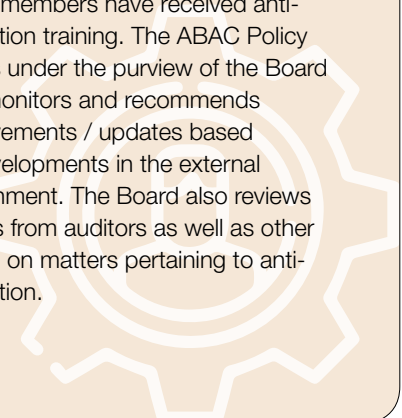 members have received anti-
tion training. The ABAC Policy
under the purview of the Board
onitors and recommends
ements / updates based
velopments in the external
nment. The Board also reviews
s from auditors as well as other
on matters pertaining to anti-
tion.